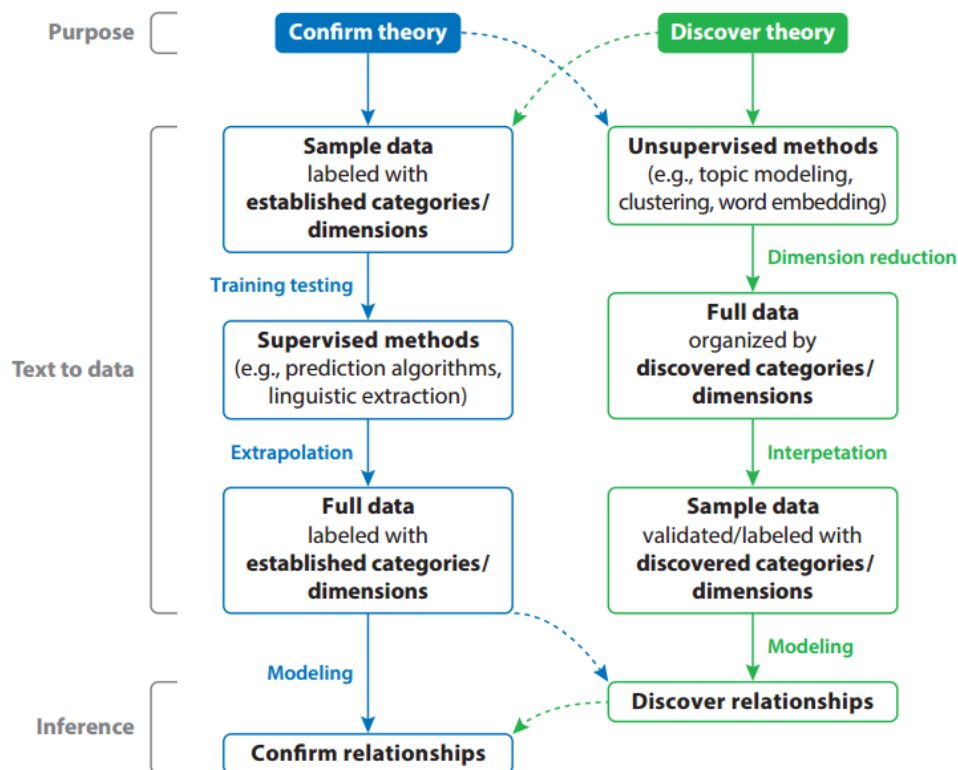 Purpose
Confirm theory
Discover theory
Text to data
Sample data
labeled with
established categories/
dimensions
Unsupervised methods
(e.g., topic modeling,
clustering, word embedding)
Training testing
Dimension reduction
Supervised methods
(e.g., prediction algorithms,
linguistic extraction)
Full data
organized by
discovered categories/
dimensions
Extrapolation
Interpetation
Full data
labeled with
established categories/
dimensions
Sample data
validated/labeled with
discovered categories/
dimensions
Modeling
Modeling
Inference
Discover relationships
Confirm relationships